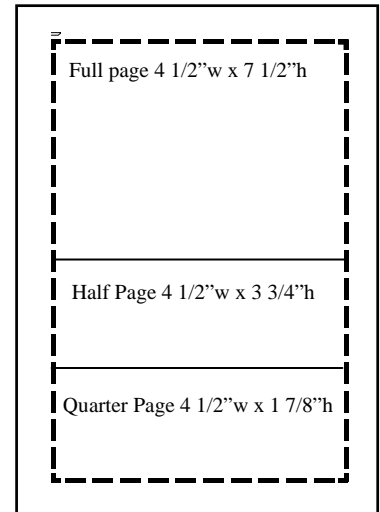 Full page 4 1/2”w x 7 1/2”h
Half Page 4 1/2”w x 3 3/4”h
Quarter Page 4 1/2”w x 1 7/8”h